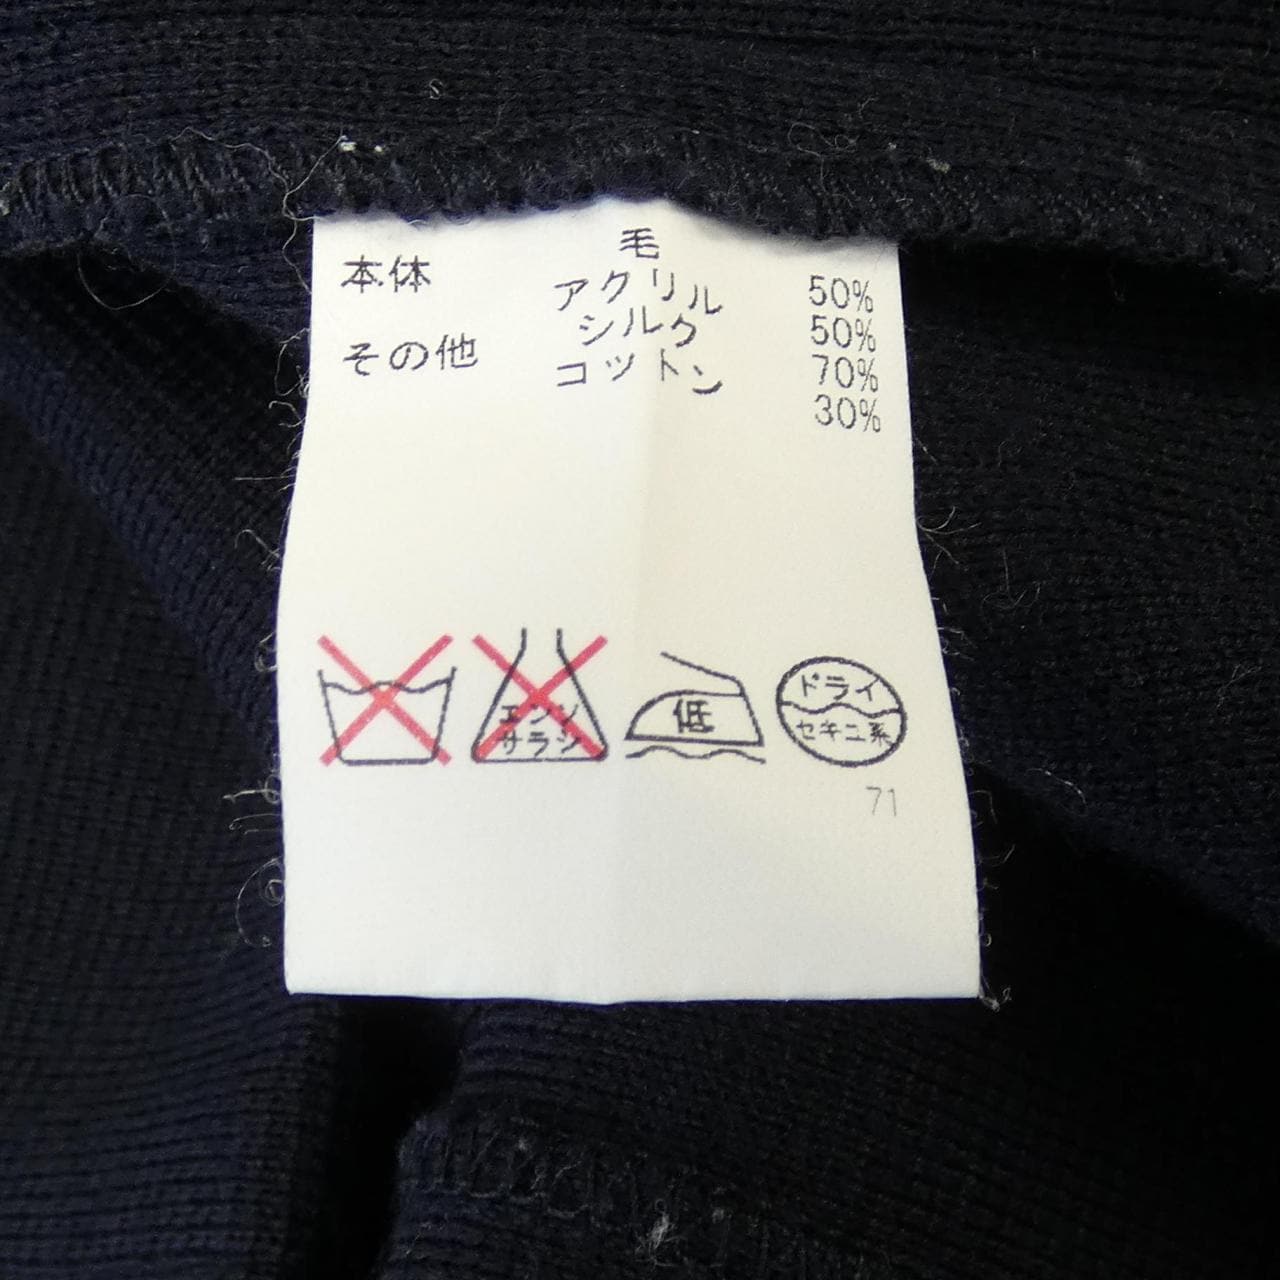 本体 毛 50%
アクリル 50%
その他 シルク 70%
コットン 30%
エンソ
サラシ
低
ドライ
セキユ系
71